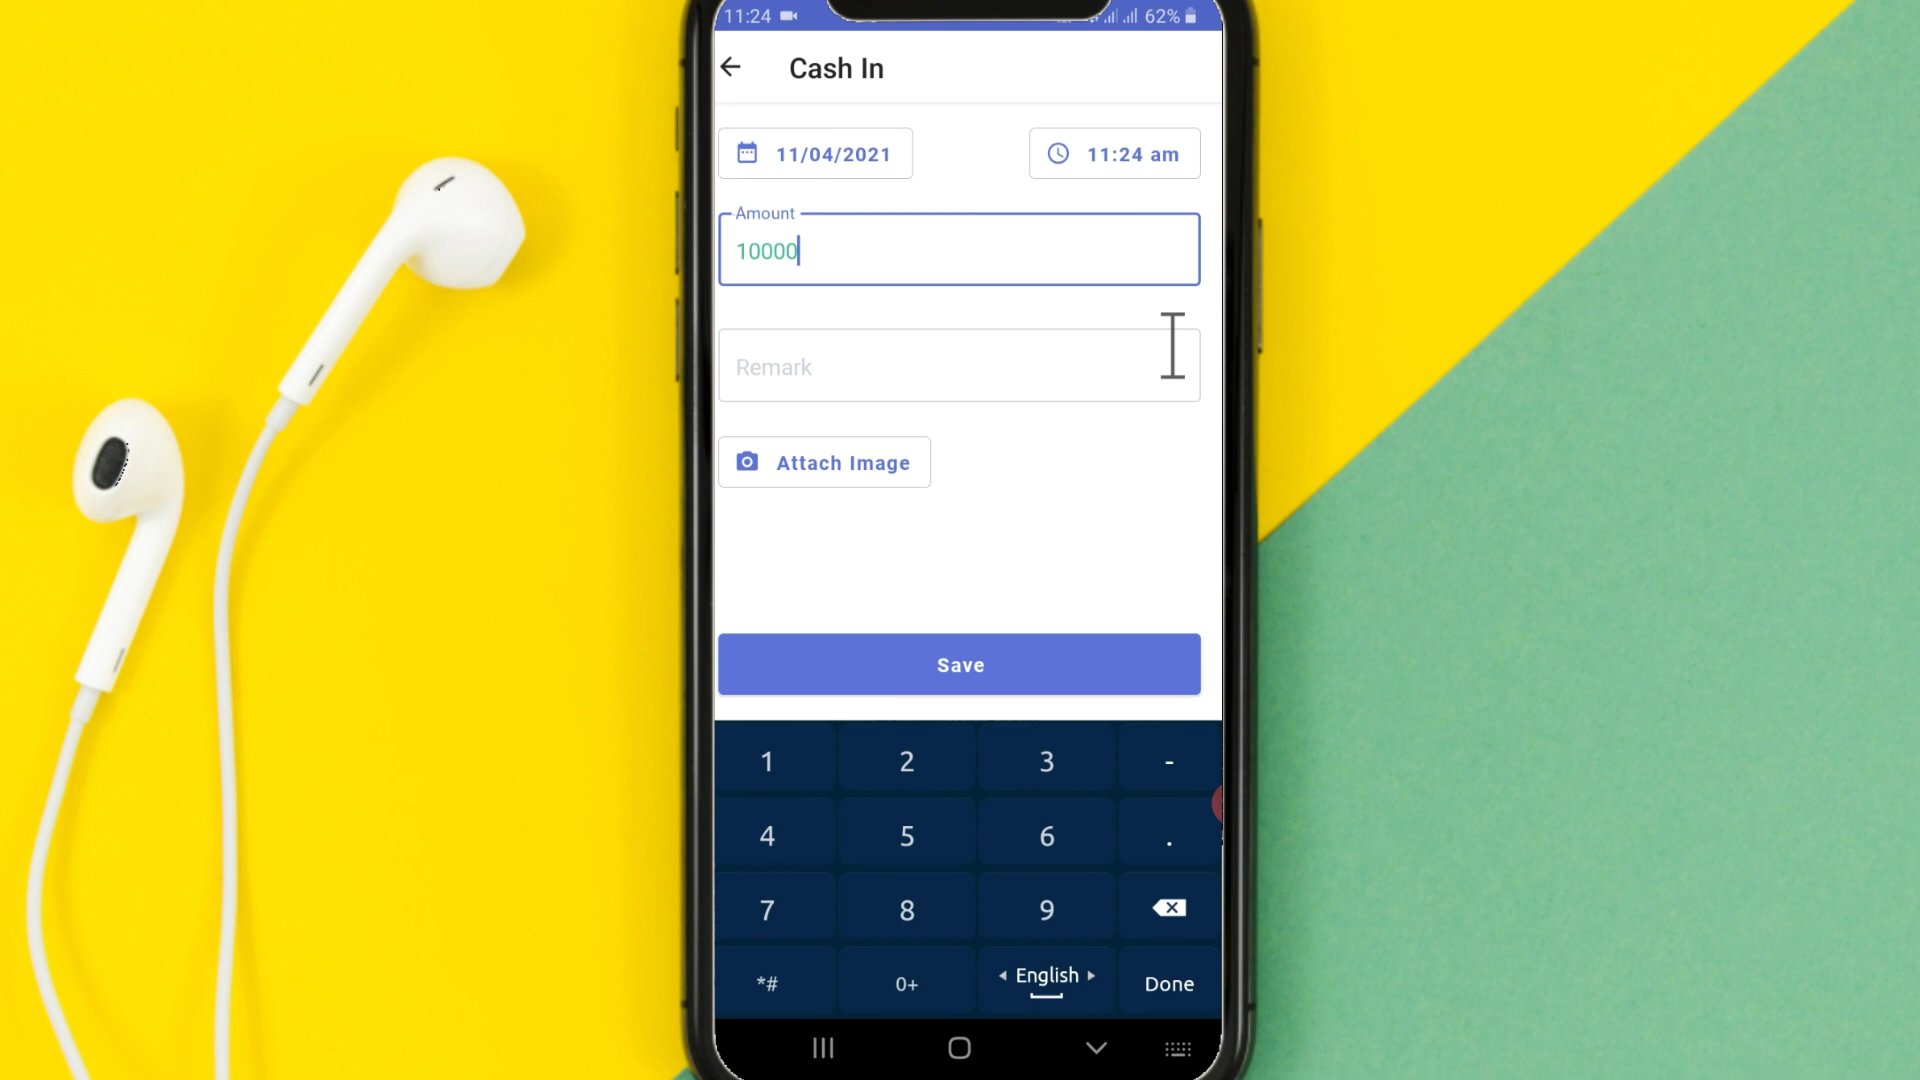 11:24 62%
Cash In
11/04/2021 11:24 am
Amount
10000
Remark
Attach Image
Save
1 2 3 -
4 5 6 .
7 8 9
*# 0+ English Done